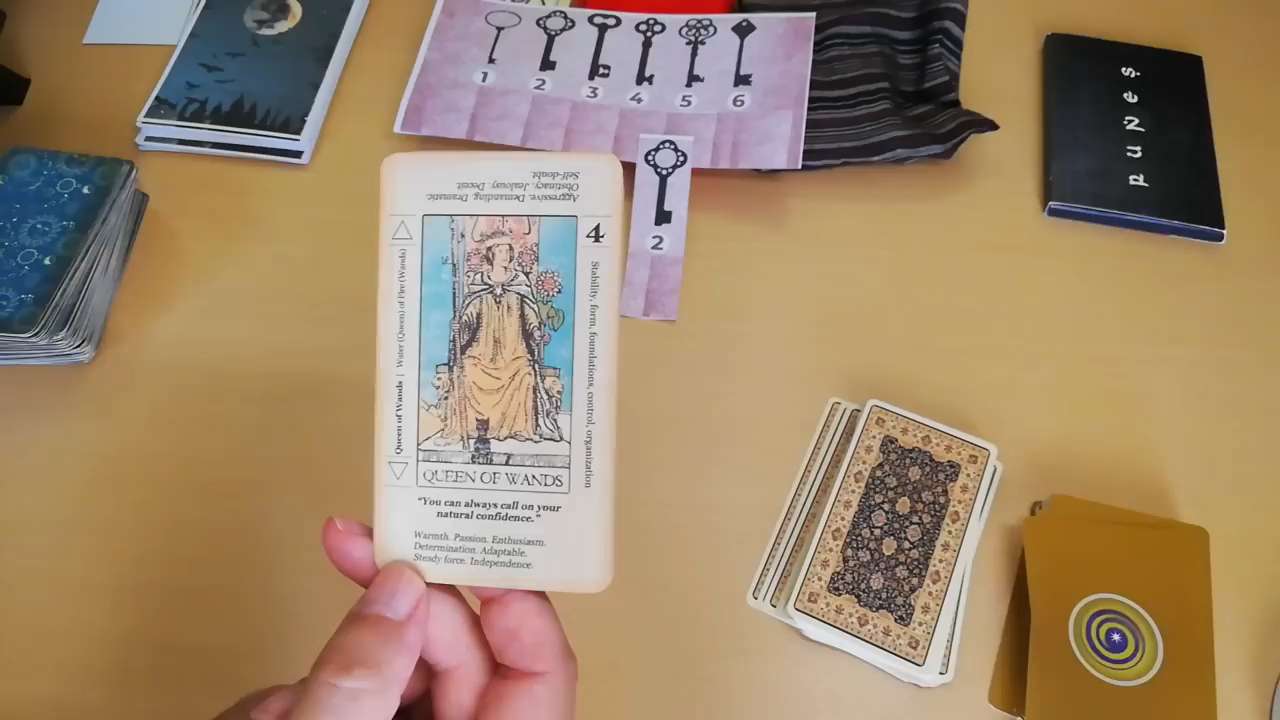 1 2 3 4 5 6
RUNES
2
Self-doubt.
Obstinacy. Jealousy. Deceit.
Aggressive. Demanding. Dramatic.
4
Queen of Wands | Water (Queen) of Fire (Wands)
Stability, form, foundations, control, organization
QUEEN OF WANDS
"You can always call on your
natural confidence."
Warmth. Passion. Enthusiasm.
Determination. Adaptable.
Steady force. Independence.